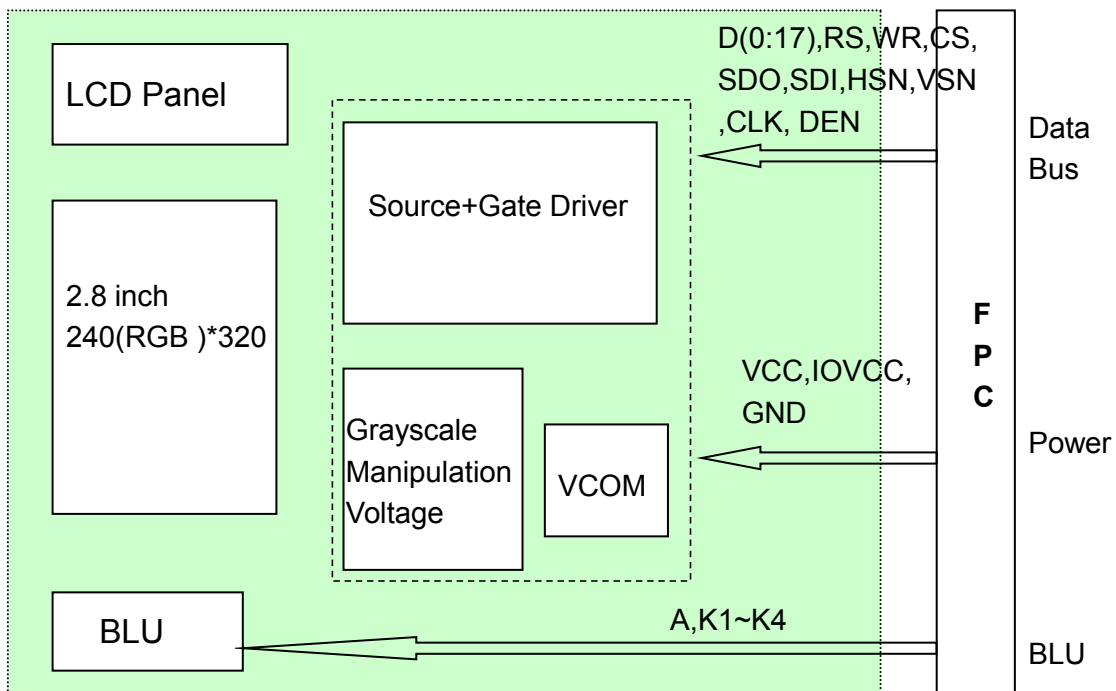 LCD Panel
2.8 inch
240(RGB )*320
BLU
Source+Gate Driver
Grayscale
Manipulation
Voltage
VCOM
D(0:17),RS,WR,CS,
SDO,SDI,HSN,VSN
,CLK, DEN
VCC,IOVCC,
GND
A,K1~K4
F
P
C
Data
Bus
Power
BLU